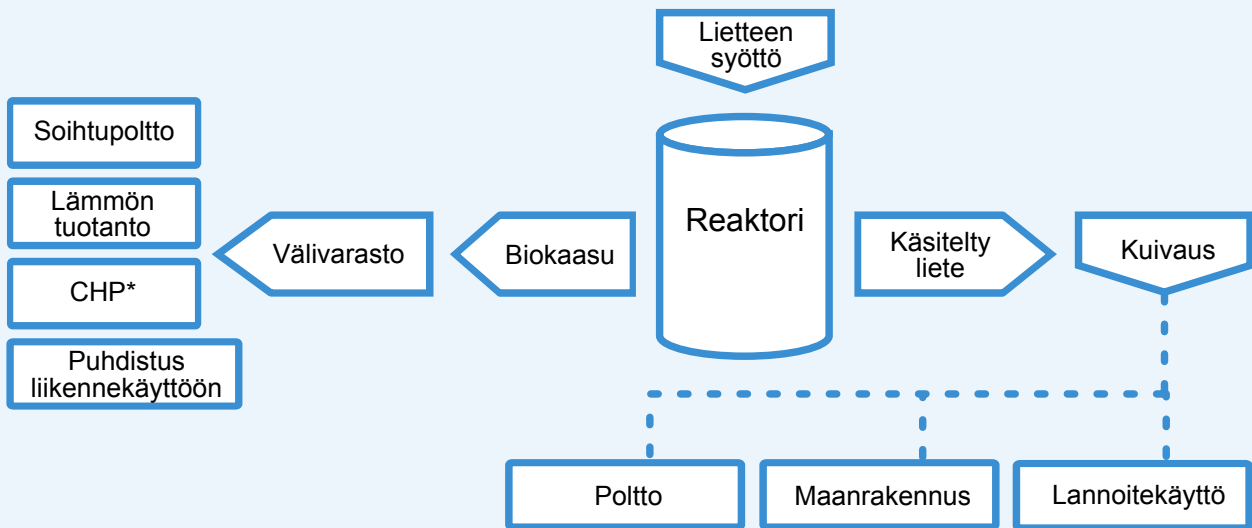 Lietteen
syöttö
Soihtupoltto
Lämmön
tuotanto
CHP*
Puhdistus
liikennekäyttöön
Välivarasto
Biokaasu
Reaktori
Käsitelty
liete
Kuivaus
Poltto
Maanrakennus
Lannoitekäyttö